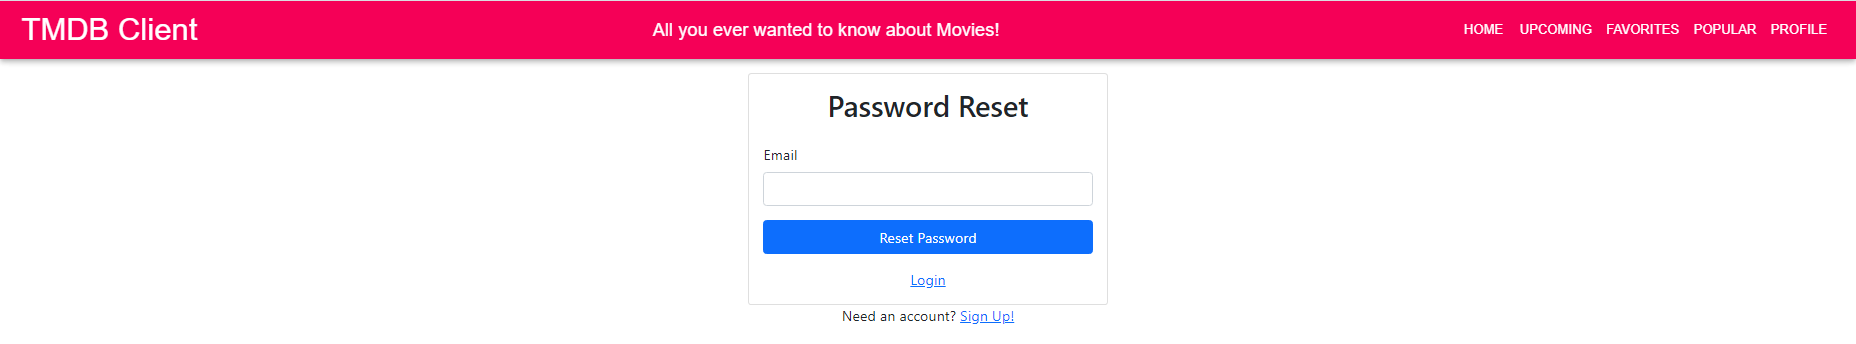 TMDB Client
All you ever wanted to know about Movies!
HOME UPCOMING FAVORITES POPULAR PROFILE
Password Reset
Email
Reset Password
Login
Need an account? Sign Up!